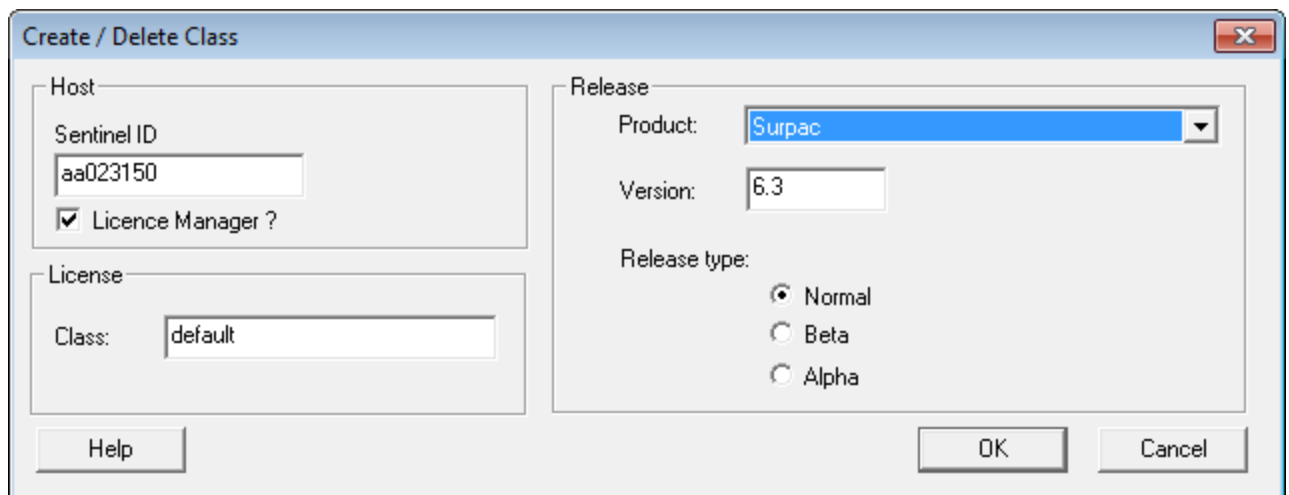 Create / Delete Class
Host
Sentinel ID
aa023150
Licence Manager ?
License
Class: default
Release
Product: Surpac
Version: 6.3
Release type:
Normal
Beta
Alpha
Help
OK
Cancel